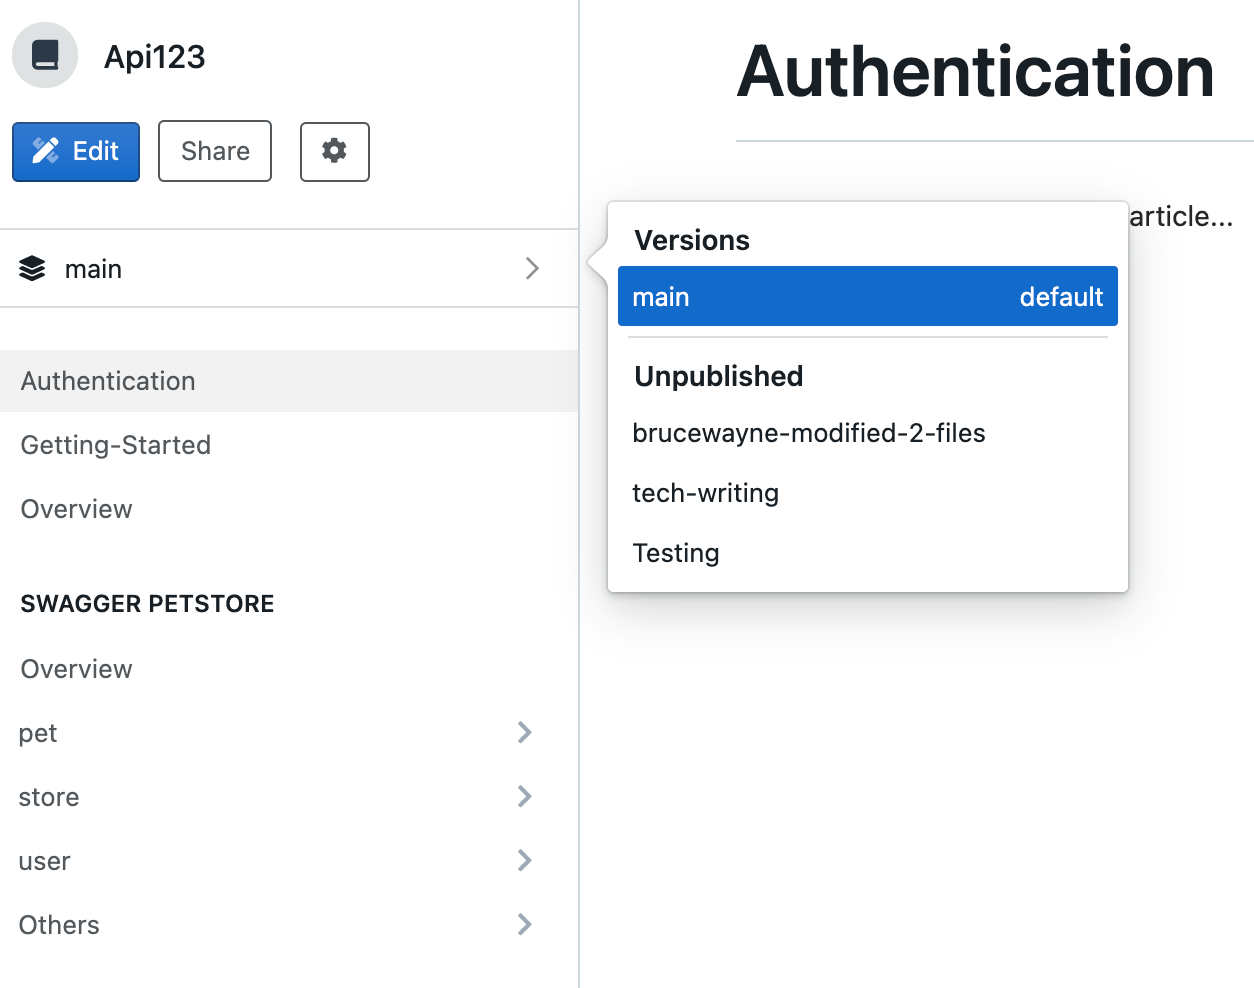 Api123
Edit
Share
main
Authentication
Getting-Started
Overview
SWAGGER PETSTORE
Overview
pet
store
user
Others
Authentication
article...
Versions
main default
Unpublished
brucewayne-modified-2-files
tech-writing
Testing